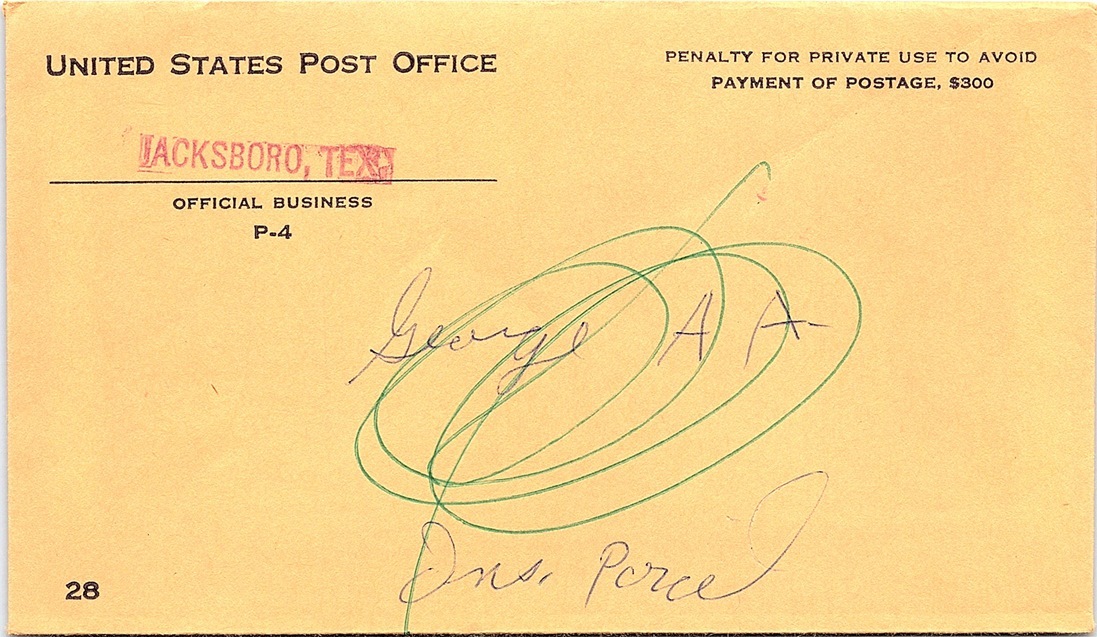 UNITED STATES POST OFFICE
PENALTY FOR PRIVATE USE TO AVOID
PAYMENT OF POSTAGE, $300
JACKSBORO, TEX.
OFFICIAL BUSINESS
P-4
George A A
Ins. Parcel
28